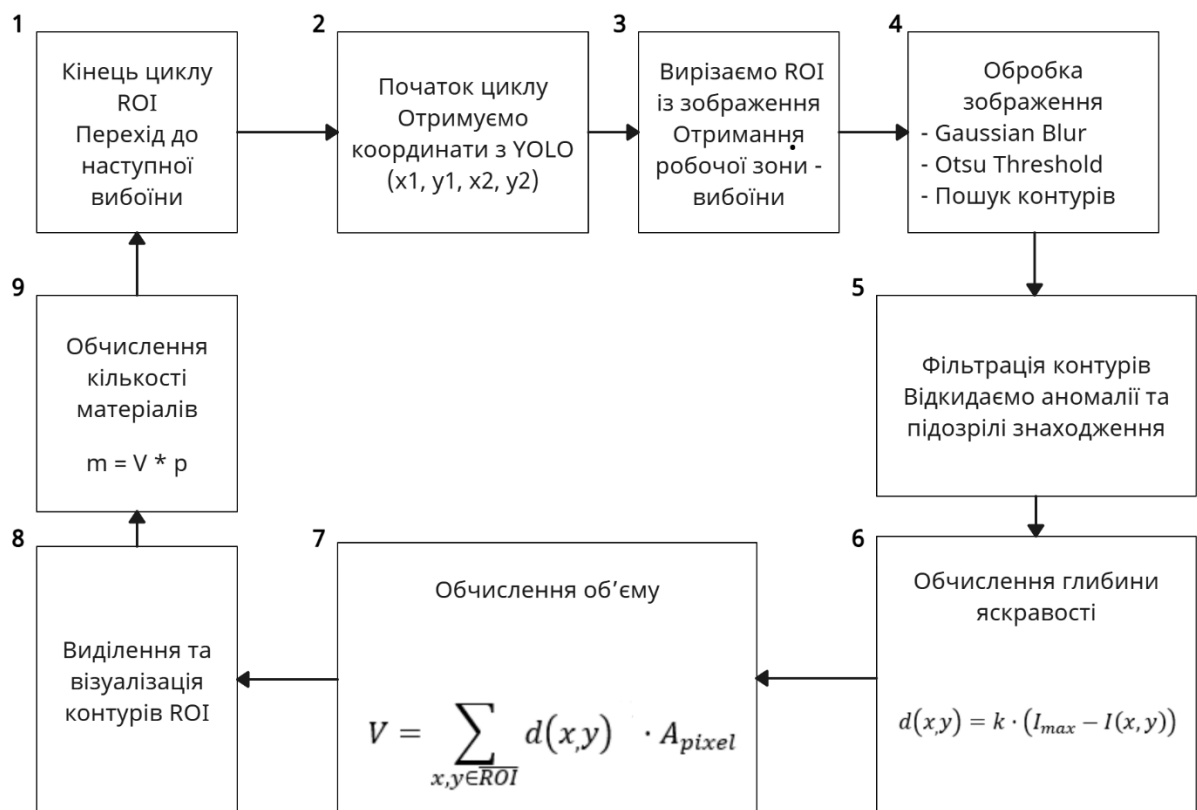 1
Кінець циклу
ROI
Перехід до
наступної
вибоїни
2
Початок циклу
Отримуємо
координати з YOLO
(x1, y1, x2, y2)
3
Вирізаємо ROI
із зображення
Отримання
робочої зони -
вибоїни
4
Обробка
зображення
- Gaussian Blur
- Otsu Threshold
- Пошук контурів
5
Фільтрація контурів
Відкидаємо аномалії та
підозрілі знаходження
6
Обчислення глибини
яскравості
d(x,y) = k · (I_max − I(x, y))
7
Обчислення об’єму
V = ∑ d(x,y) · A_pixel
x,y∈R̅O̅I̅
8
Виділення та
візуалізація
контурів ROI
9
Обчислення
кількості
матеріалів
m = V * p